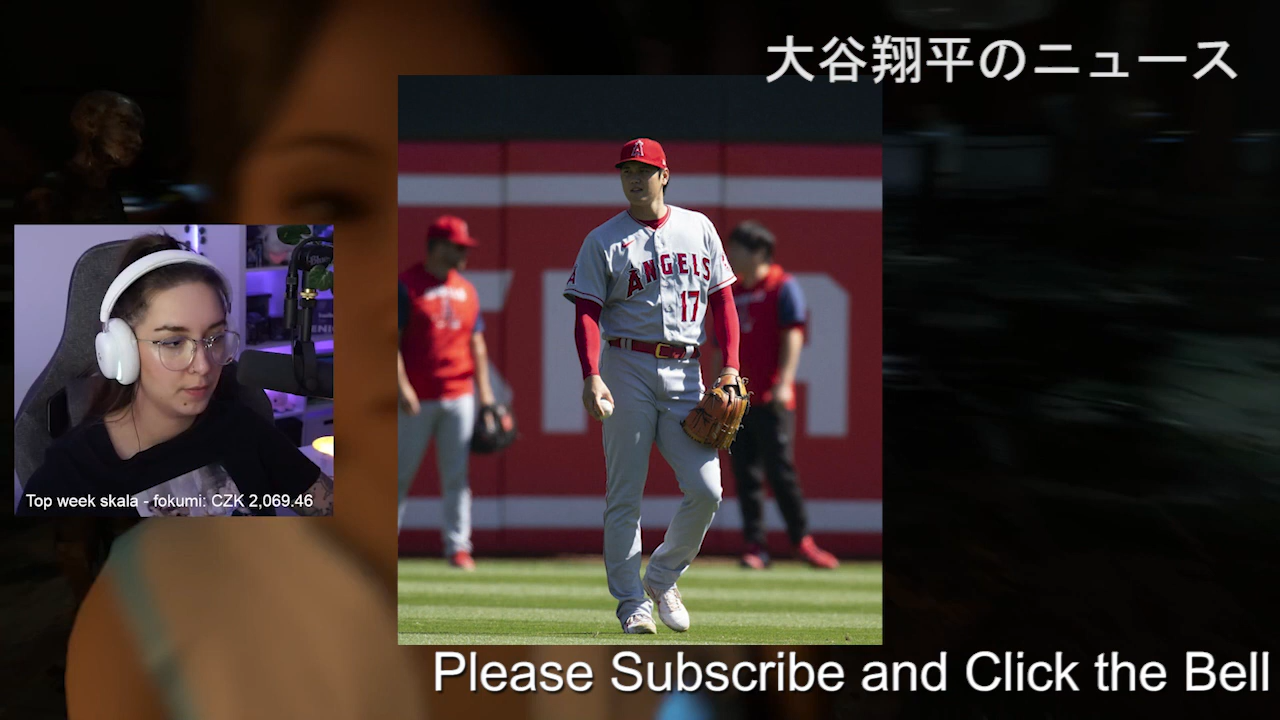 大谷翔平のニュース
A
ANGELS
17
Top week skala - fokumi: CZK 2,069.46
Please Subscribe and Click the Bell